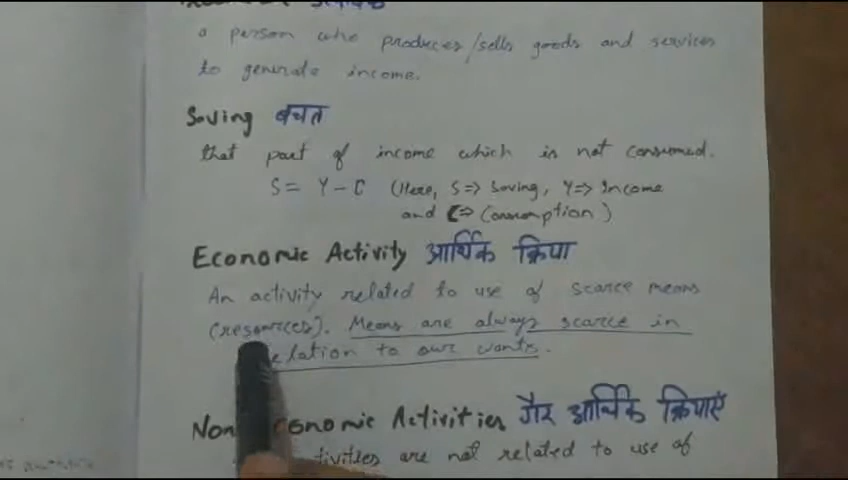 a person who produces/sells goods and services
to generate income.
Saving बचत
that part of income which is not consumed.
S = Y - C (Here, S => Saving, Y => Income
and C => Consumption)
Economic Activity आर्थिक क्रिया
An activity related to use of scarce means
(resources). Means are always scarce in
relation to our wants.
Non Economic Activities गैर आर्थिक क्रियाएं
are not related to use of